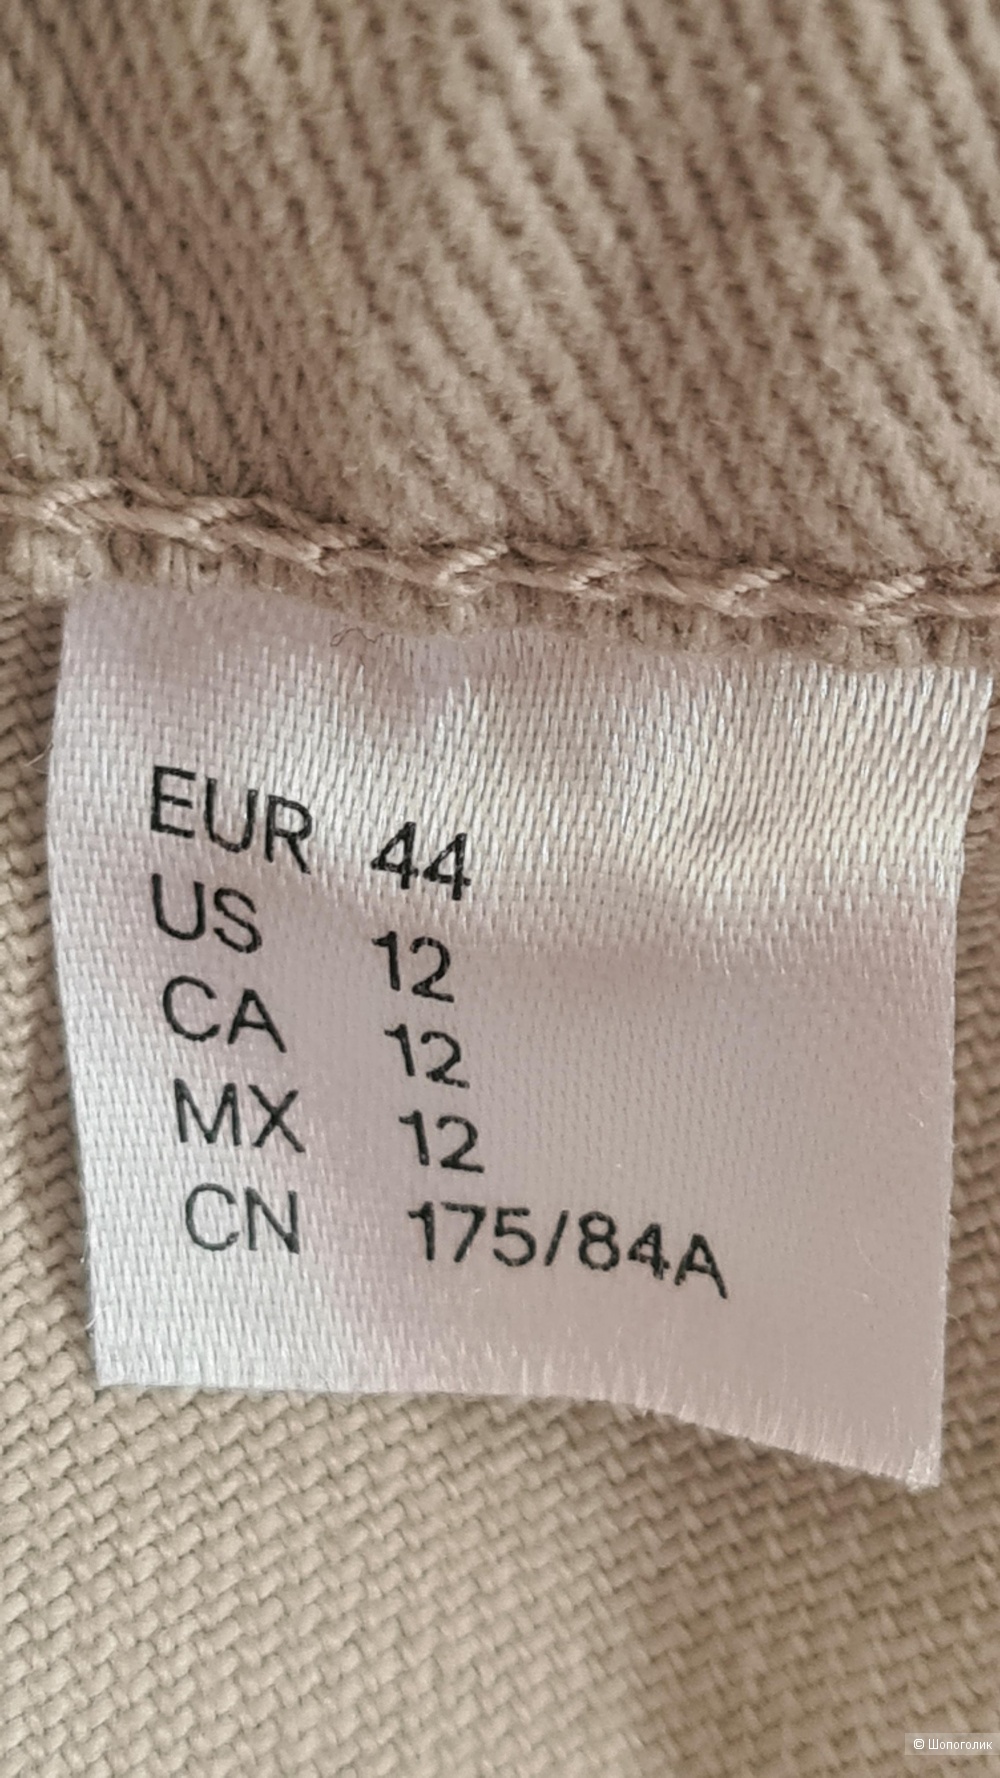 EUR 44
US 12
CA 12
MX 12
CN 175/84A
© Шопоголик